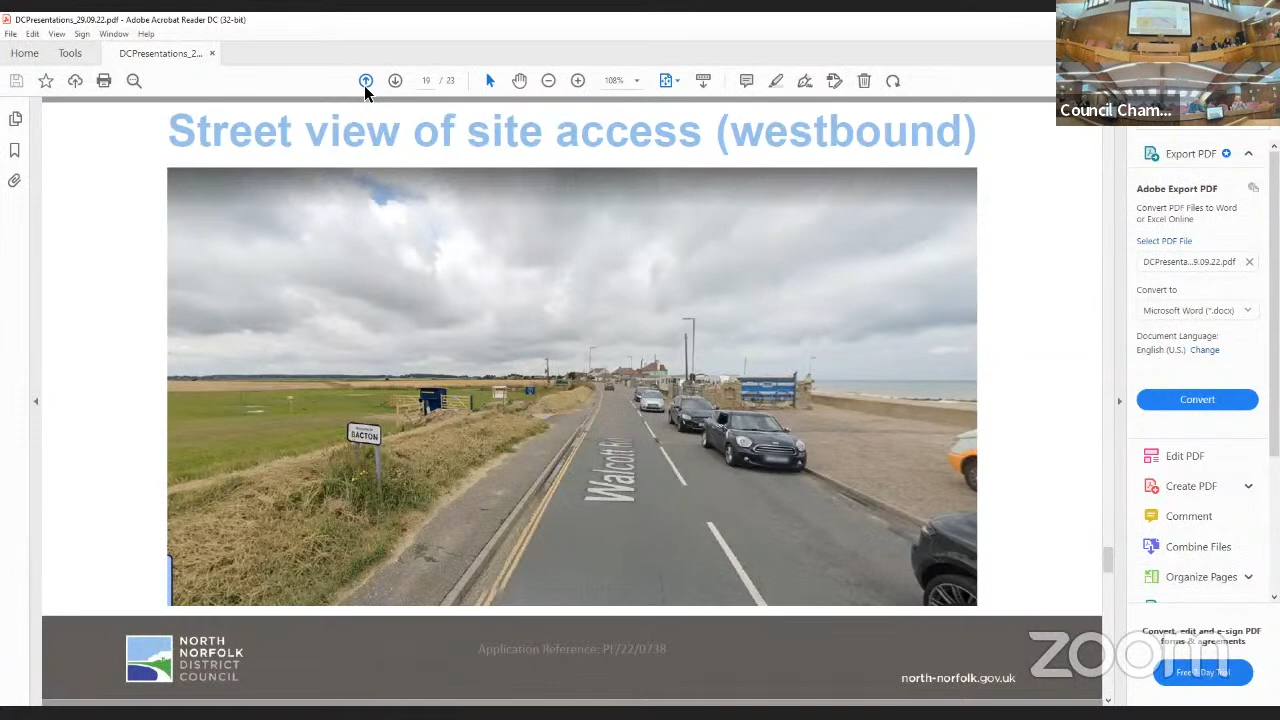 DCPresentations_29.09.22.pdf - Adobe Acrobat Reader DC (32-bit)
File Edit View Sign Window Help
Home Tools DCPresentations_2... ×
19 / 23 108%
Council Cham...
Street view of site access (westbound)
BACTON
Walcott Rd
NORTH
NORFOLK
DISTRICT
COUNCIL
Application Reference: PF/22/0738
north-norfolk.gov.uk
Export PDF
Adobe Export PDF
Convert PDF Files to Word
or Excel Online
Select PDF File
DCPresenta...9.09.22.pdf
Convert to
Microsoft Word (*.docx)
Document Language:
English (U.S.) Change
Convert
Edit PDF
Create PDF
Comment
Combine Files
Organize Pages
Convert, edit and e-sign PDF
forms & agreements
Free 7-Day Trial
zoom